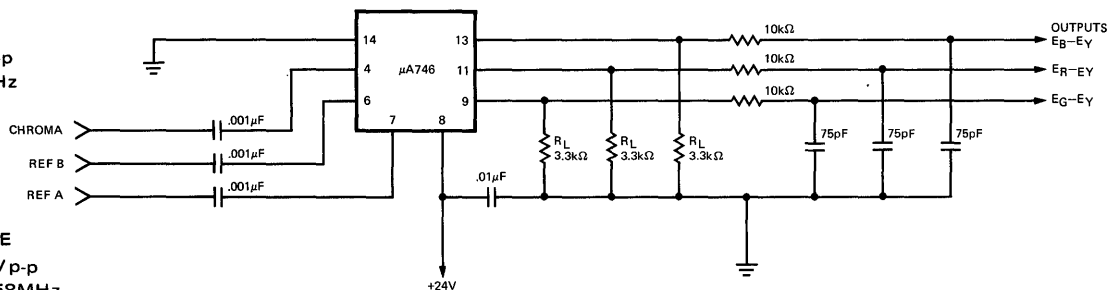 -p
Hz
CHROMA
REF B
REF A
E
/p-p
58MHz
.001μF
.001μF
.001μF
14
4
6
7
8
13
11
9
μA746
.01μF
+24V
RL
3.3kΩ
RL
3.3kΩ
RL
3.3kΩ
10kΩ
10kΩ
10kΩ
75pF
75pF
75pF
OUTPUTS
EB–EY
ER–EY
EG–EY